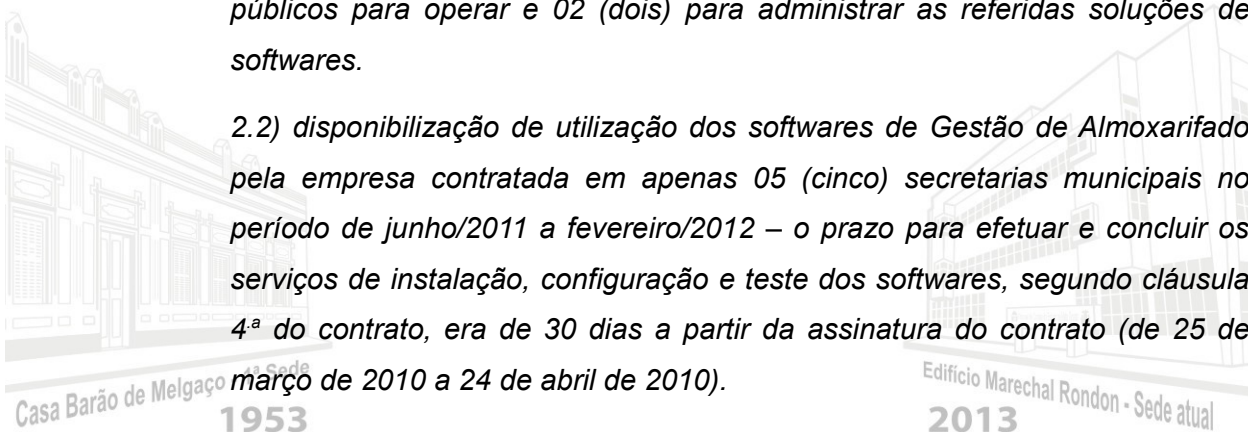 públicos para operar e 02 (dois) para administrar as referidas soluções de
softwares.
2.2) disponibilização de utilização dos softwares de Gestão de Almoxarifado
pela empresa contratada em apenas 05 (cinco) secretarias municipais no
período de junho/2011 a fevereiro/2012 – o prazo para efetuar e concluir os
serviços de instalação, configuração e teste dos softwares, segundo cláusula
4.ª do contrato, era de 30 dias a partir da assinatura do contrato (de 25 de
março de 2010 a 24 de abril de 2010).
Casa Barão de Melgaço - 1ª Sede
1953
Edifício Marechal Rondon - Sede atual
2013